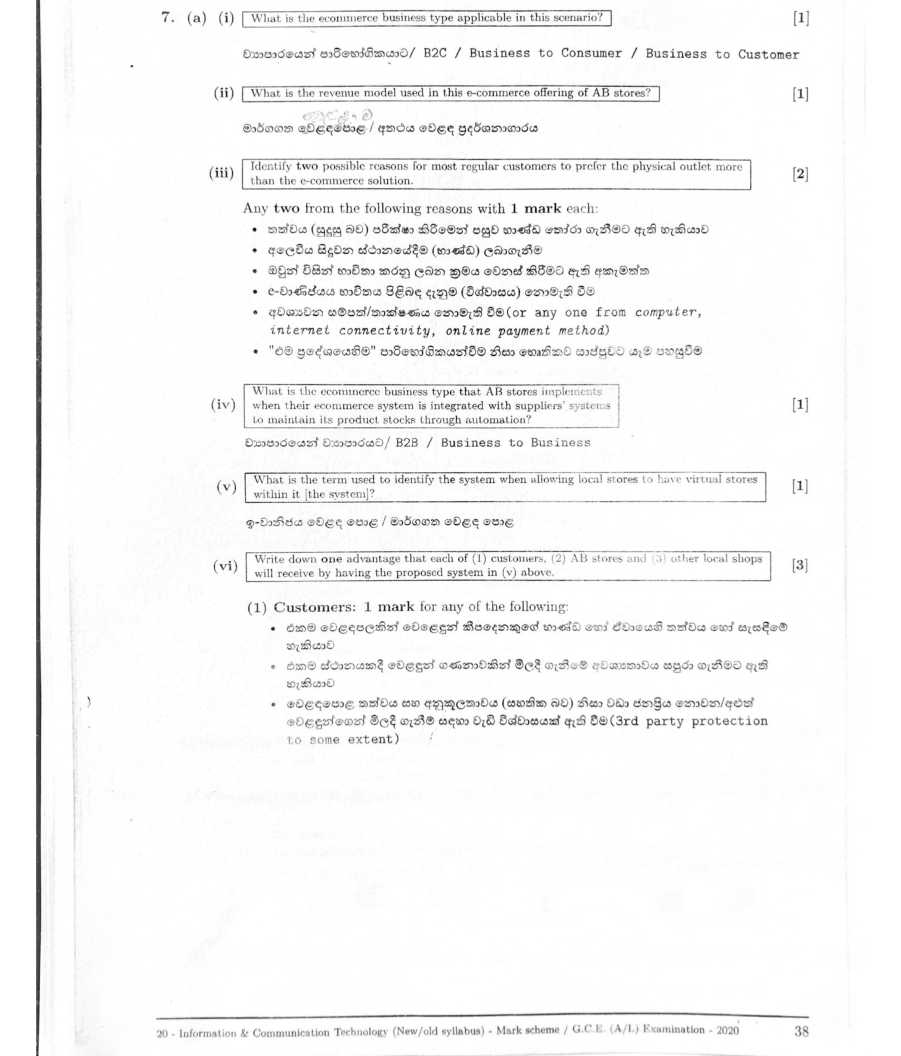 7. (a) (i) What is the ecommerce business type applicable in this scenario? [1]
ව්‍යාපාරයෙන් පාරිභෝගිකයාට/ B2C / Business to Consumer / Business to Customer
(ii) What is the revenue model used in this e-commerce offering of AB stores? [1]
මාර්ගගත වෙළඳපොළ / අතථ්‍ය වෙළඳ ප්‍රදර්ශනාගාරය
(iii) Identify two possible reasons for most regular customers to prefer the physical outlet more
than the e-commerce solution. [2]
Any two from the following reasons with 1 mark each:
• තත්වය (සුදුසු බව) පරීක්ෂා කිරීමෙන් පසුව භාණ්ඩ තෝරා ගැනීමට ඇති හැකියාව
• අලෙවිය සිදුවන ස්ථානයේදීම (භාණ්ඩ) ලබාගැනීම
• ඔවුන් විසින් භාවිතා කරනු ලබන ක්‍රමය වෙනස් කිරීමට ඇති අකැමත්ත
• e-වාණිජ්‍යය භාවිතය පිළිබඳ දැනුම (විශ්වාසය) නොමැති වීම
• අවශ්‍යවන සම්පත්/තාක්ෂණය නොමැති වීම(or any one from computer,
internet connectivity, online payment method)
• "එම ප්‍රදේශයෙහිම" පාරිභෝගිකයන්වීම නිසා භෞතිකව සාප්පුවට යෑම පහසුවීම
(iv) What is the ecommerce business type that AB stores implements
when their ecommerce system is integrated with suppliers' systems
to maintain its product stocks through automation? [1]
ව්‍යාපාරයෙන් ව්‍යාපාරයට/ B2B / Business to Business
(v) What is the term used to identify the system when allowing local stores to have virtual stores
within it [the system]? [1]
ඉ-වානිජය වෙළඳ පොළ / මාර්ගගත වෙළඳ පොළ
(vi) Write down one advantage that each of (1) customers, (2) AB stores and (3) other local shops
will receive by having the proposed system in (v) above. [3]
(1) Customers: 1 mark for any of the following:
• එකම වෙළඳපලකින් වෙළෙඳුන් කීපදෙනකුගේ භාණ්ඩ හෝ ඒවායෙහි තත්වය හෝ සැසඳීමේ
හැකියාව
• එකම ස්ථානයකදී වෙළඳුන් ගණනාවකින් මිලදී ගැනීමේ අවශ්‍යතාවය සපුරා ගැනීමට ඇති
හැකියාව
• වෙළඳපොළ තත්වය සහ අනුකූලතාවය (සහතික බව) නිසා වඩා ජනප්‍රිය නොවන/අළුත්
වෙළඳුන්ගෙන් මිලදී ගැනීම් සඳහා වැඩි විශ්වාසයක් ඇති වීම(3rd party protection
to some extent)
20 - Information & Communication Technology (New/old syllabus) - Mark scheme / G.C.E. (A/L) Examination - 2020 38